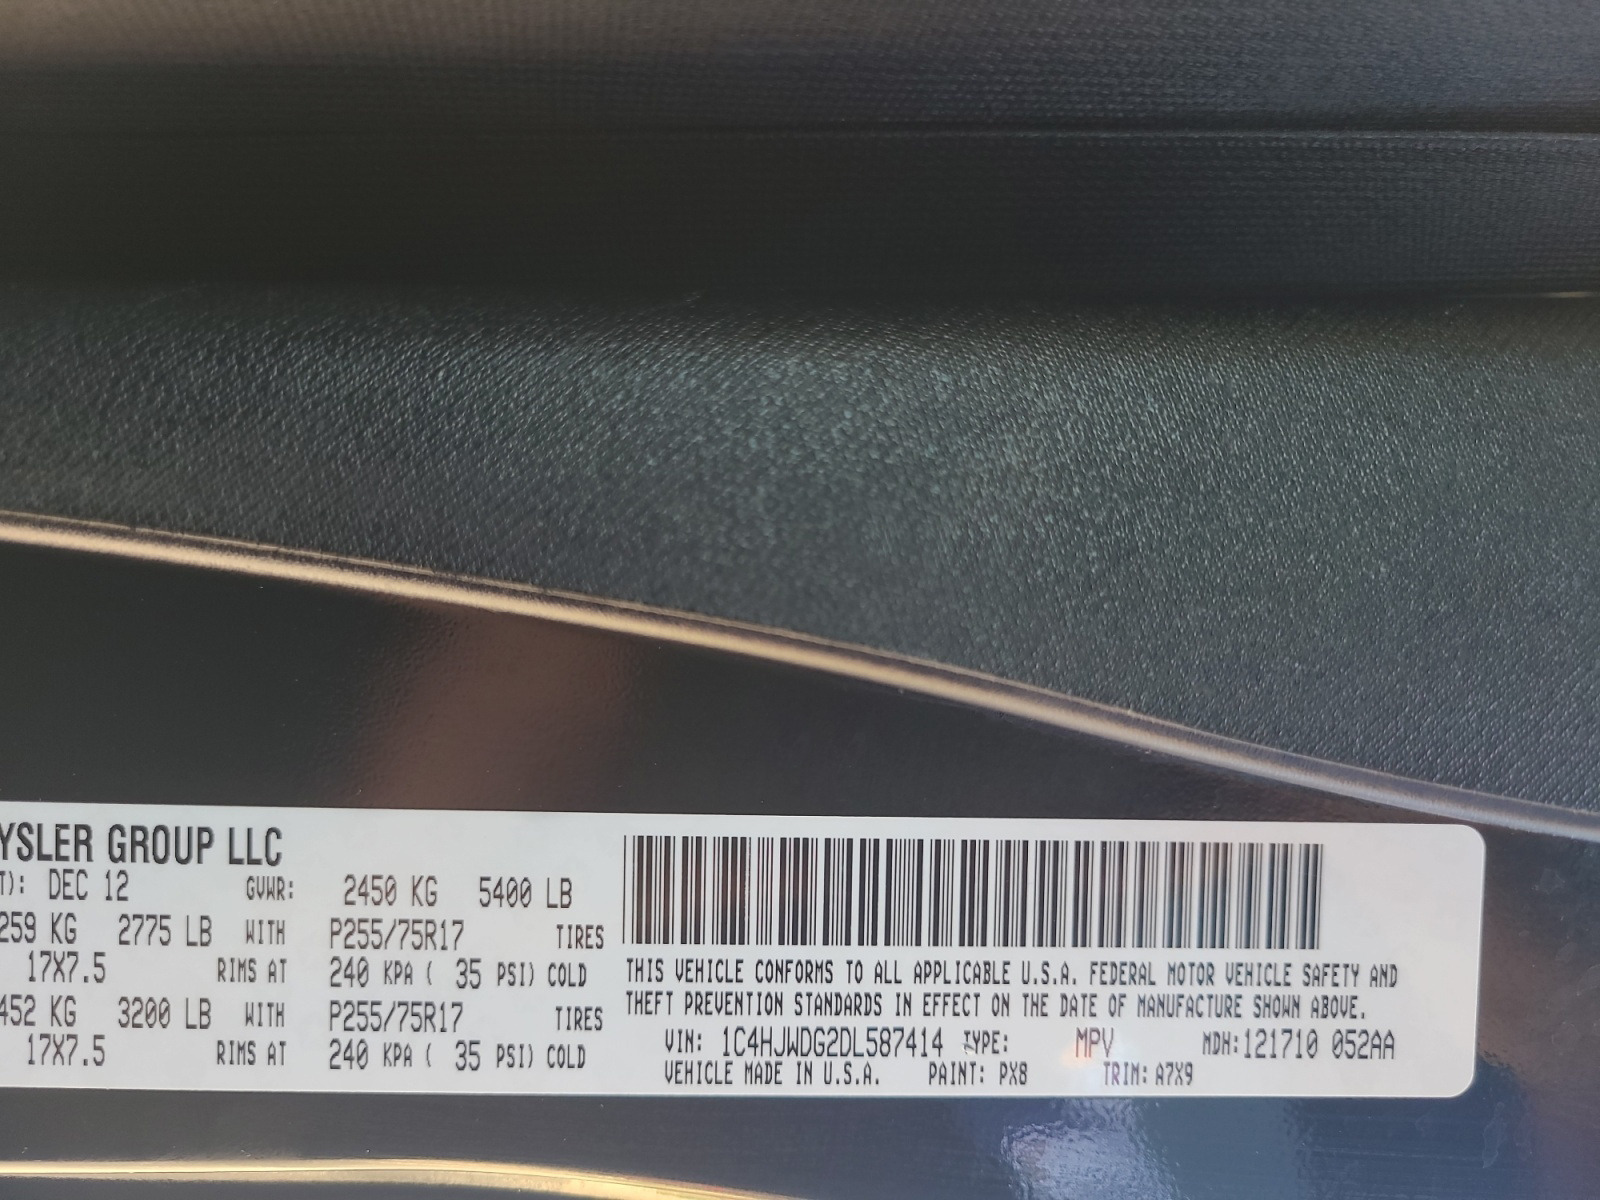 YSLER GROUP LLC
T): DEC 12 GVWR: 2450 KG 5400 LB
259 KG 2775 LB WITH P255/75R17 TIRES
17X7.5 RIMS AT 240 KPA ( 35 PSI) COLD
452 KG 3200 LB WITH P255/75R17 TIRES
17X7.5 RIMS AT 240 KPA ( 35 PSI) COLD
THIS VEHICLE CONFORMS TO ALL APPLICABLE U.S.A. FEDERAL MOTOR VEHICLE SAFETY AND
THEFT PREVENTION STANDARDS IN EFFECT ON THE DATE OF MANUFACTURE SHOWN ABOVE.
VIN: 1C4HJWDG2DL587414 TYPE: MPV MDH:121710 052AA
VEHICLE MADE IN U.S.A. PAINT: PX8 TRIM: A7X9